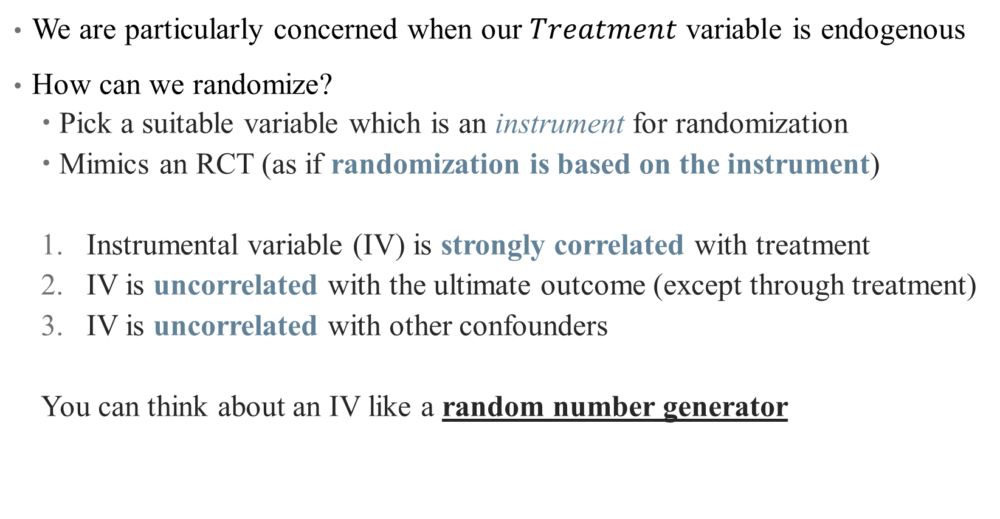 • We are particularly concerned when our Treatment variable is endogenous
• How can we randomize?
• Pick a suitable variable which is an instrument for randomization
• Mimics an RCT (as if randomization is based on the instrument)
1. Instrumental variable (IV) is strongly correlated with treatment
2. IV is uncorrelated with the ultimate outcome (except through treatment)
3. IV is uncorrelated with other confounders
You can think about an IV like a random number generator